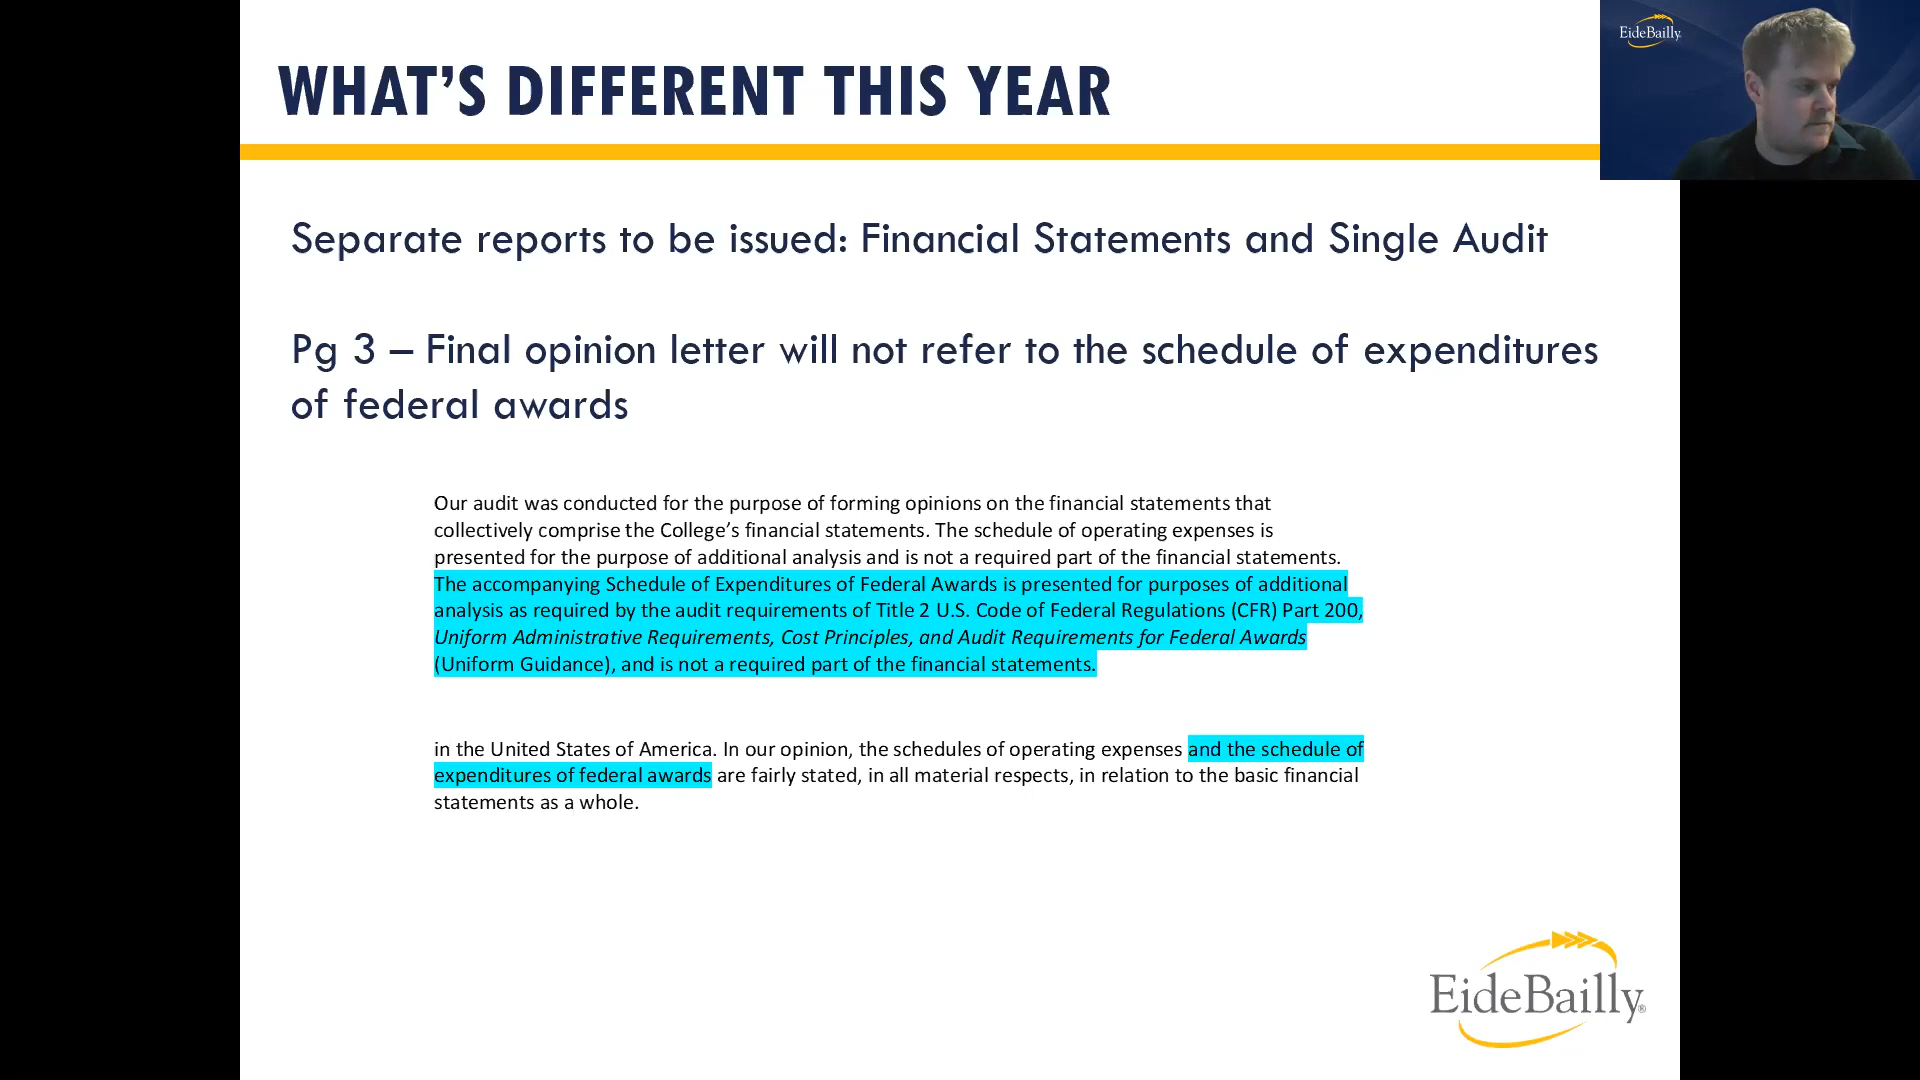 WHAT'S DIFFERENT THIS YEAR
EideBailly
Separate reports to be issued: Financial Statements and Single Audit
Pg 3 – Final opinion letter will not refer to the schedule of expenditures
of federal awards
Our audit was conducted for the purpose of forming opinions on the financial statements that
collectively comprise the College's financial statements. The schedule of operating expenses is
presented for the purpose of additional analysis and is not a required part of the financial statements.
The accompanying Schedule of Expenditures of Federal Awards is presented for purposes of additional
analysis as required by the audit requirements of Title 2 U.S. Code of Federal Regulations (CFR) Part 200,
Uniform Administrative Requirements, Cost Principles, and Audit Requirements for Federal Awards
(Uniform Guidance), and is not a required part of the financial statements.
in the United States of America. In our opinion, the schedules of operating expenses and the schedule of
expenditures of federal awards are fairly stated, in all material respects, in relation to the basic financial
statements as a whole.
EideBailly®